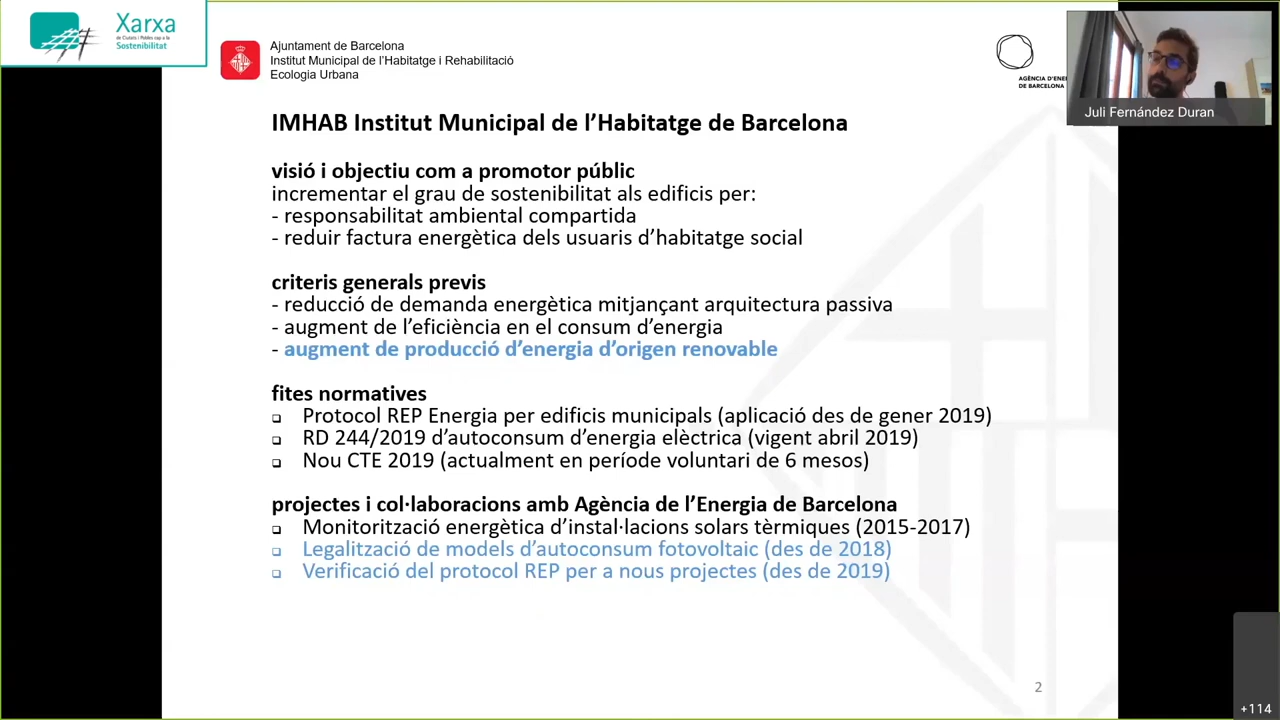 Xarxa
de Ciutats i Pobles cap a la
Sostenibilitat
Ajuntament de Barcelona
Institut Municipal de l'Habitatge i Rehabilitació
Ecologia Urbana
AGÈNCIA D'ENE
DE BARCELONA
Juli Fernández Duran
IMHAB Institut Municipal de l'Habitatge de Barcelona
visió i objectiu com a promotor públic
incrementar el grau de sostenibilitat als edificis per:
- responsabilitat ambiental compartida
- reduir factura energètica dels usuaris d'habitatge social
criteris generals previs
- reducció de demanda energètica mitjançant arquitectura passiva
- augment de l'eficiència en el consum d'energia
- augment de producció d'energia d'origen renovable
fites normatives
❑ Protocol REP Energia per edificis municipals (aplicació des de gener 2019)
❑ RD 244/2019 d'autoconsum d'energia elèctrica (vigent abril 2019)
❑ Nou CTE 2019 (actualment en període voluntari de 6 mesos)
projectes i col·laboracions amb Agència de l'Energia de Barcelona
❑ Monitorització energètica d'instal·lacions solars tèrmiques (2015-2017)
❑ Legalització de models d'autoconsum fotovoltaic (des de 2018)
❑ Verificació del protocol REP per a nous projectes (des de 2019)
2
+114